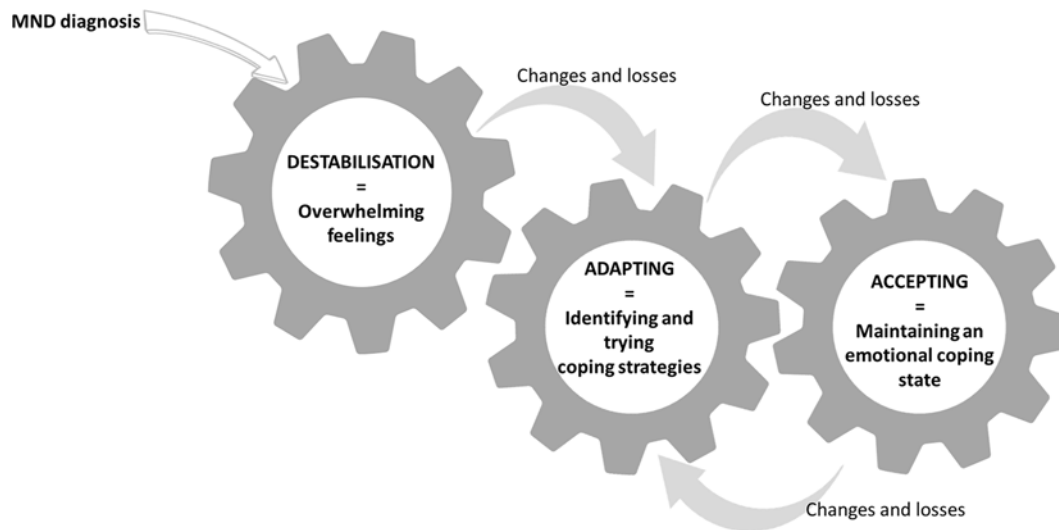 MND diagnosis
Changes and losses
Changes and losses
DESTABILISATION
=
Overwhelming
feelings
ADAPTING
=
Identifying and
trying
coping strategies
ACCEPTING
=
Maintaining an
emotional coping
state
Changes and losses